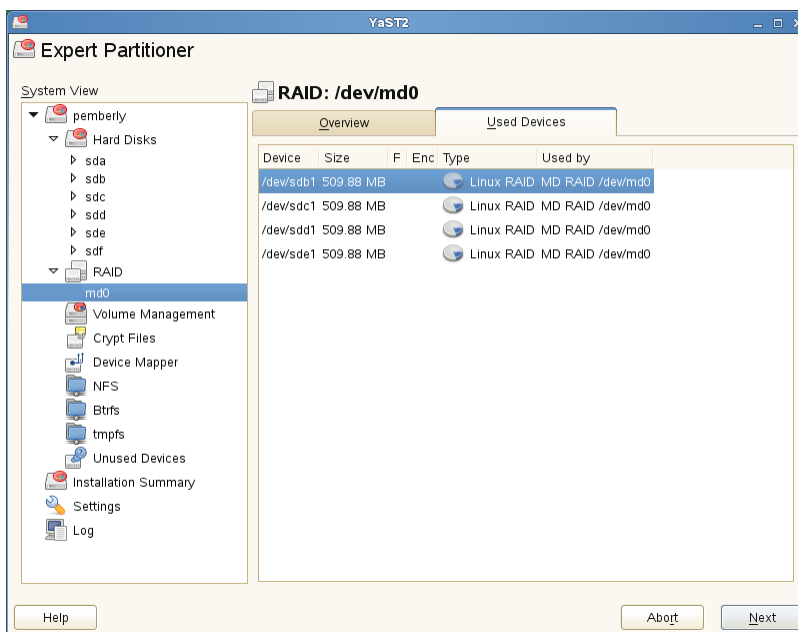 YaST2
Expert Partitioner
System View
pemberly
Hard Disks
sda
sdb
sdc
sdd
sde
sdf
RAID
md0
Volume Management
Crypt Files
Device Mapper
NFS
Btrfs
tmpfs
Unused Devices
Installation Summary
Settings
Log
RAID: /dev/md0
Overview
Used Devices
Device Size F Enc Type Used by
/dev/sdb1 509.88 MB Linux RAID MD RAID /dev/md0
/dev/sdc1 509.88 MB Linux RAID MD RAID /dev/md0
/dev/sdd1 509.88 MB Linux RAID MD RAID /dev/md0
/dev/sde1 509.88 MB Linux RAID MD RAID /dev/md0
Help
Abort
Next